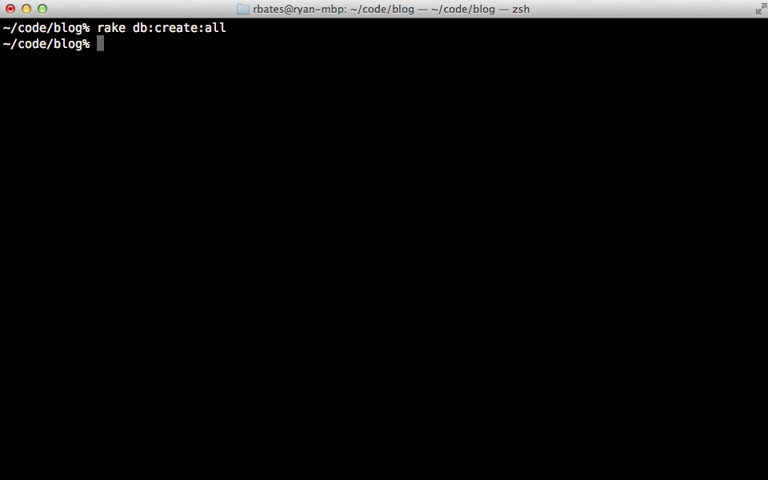 rbates@ryan-mbp: ~/code/blog — ~/code/blog — zsh
~/code/blog% rake db:create:all
~/code/blog%